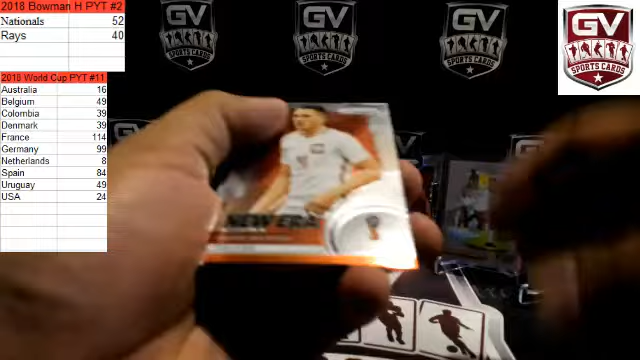 2018 Bowman H PYT #2
Nationals 52
Rays 40
2018 World Cup PYT #11
Australia 16
Belgium 49
Colombia 39
Denmark 39
France 114
Germany 99
Netherlands 8
Spain 84
Uruguay 49
USA 24
GV
SPORTS CARDS
GV
SPORTS CARDS
GV
SPORTS CARDS
GV
SPORTS CARDS
NEW ERA